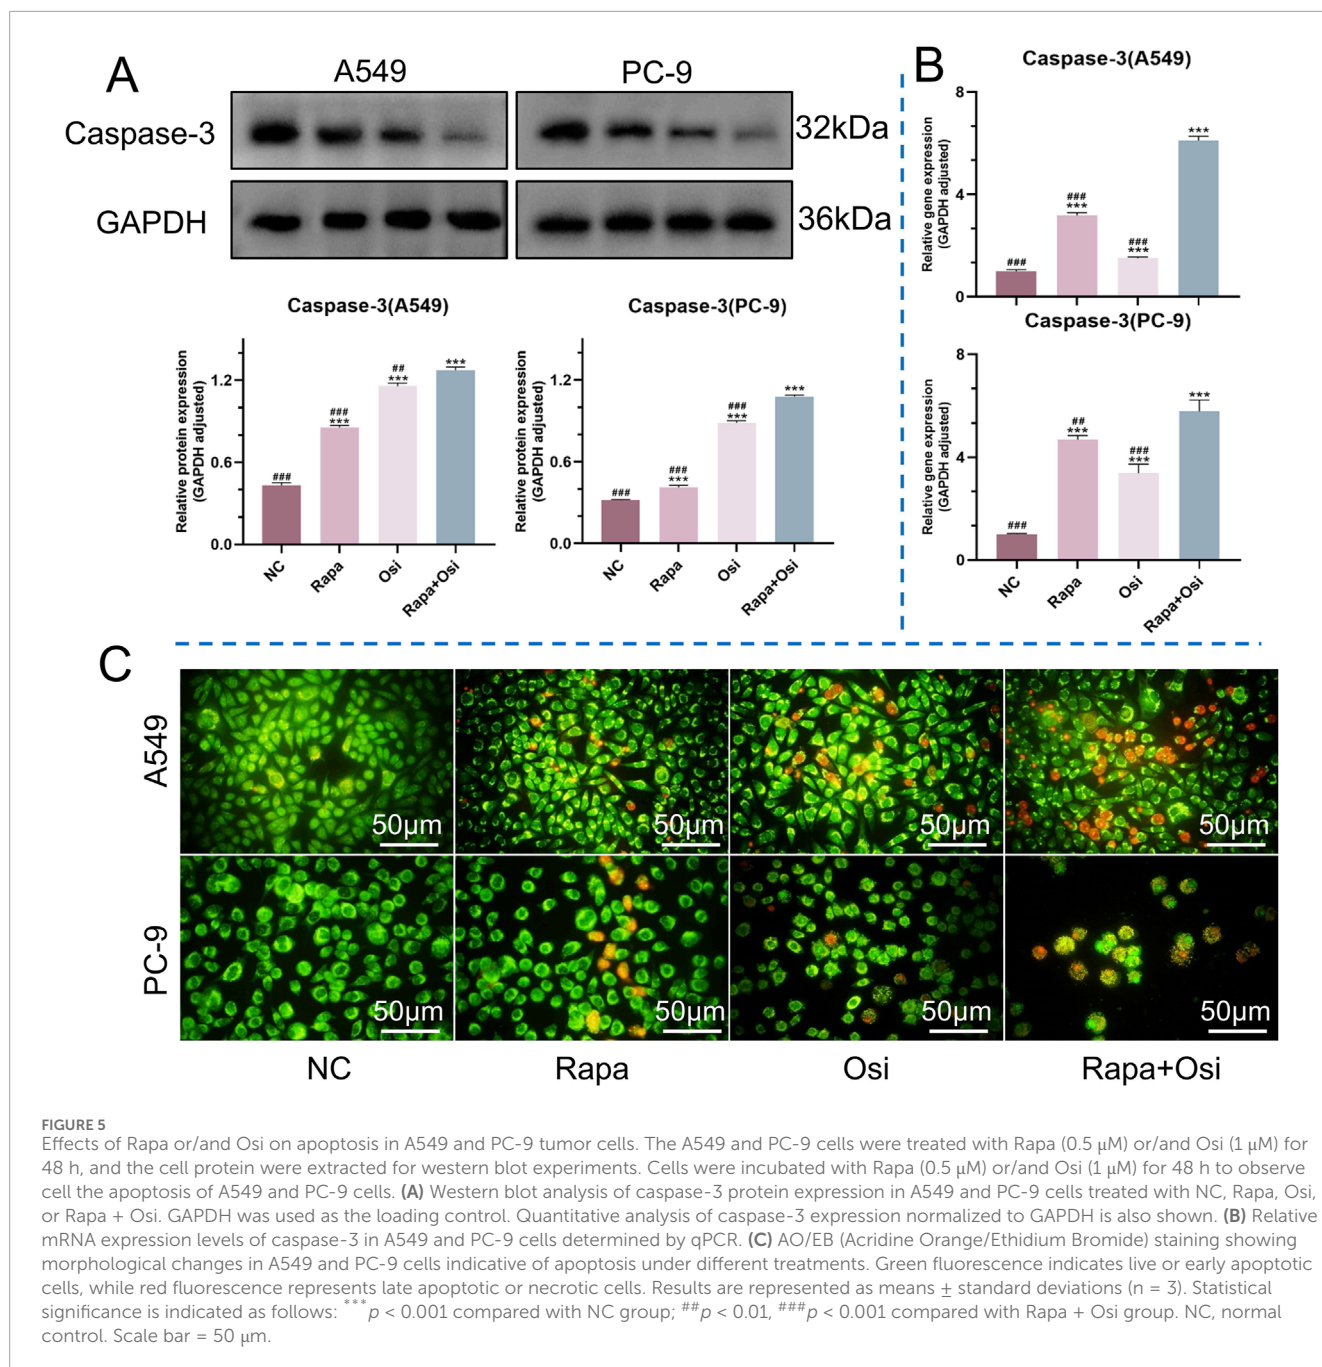 A
A549
PC-9
Caspase-3
32kDa
GAPDH
36kDa
Caspase-3(A549)
Relative protein expression
(GAPDH adjusted)
1.2
0.6
0.0
###
###
***
##
***
***
NC
Rapa
Osi
Rapa+Osi
Caspase-3(PC-9)
Relative protein expression
(GAPDH adjusted)
1.2
0.6
0.0
###
###
***
###
***
***
NC
Rapa
Osi
Rapa+Osi
B
Caspase-3(A549)
Relative gene expression
(GAPDH adjusted)
8
4
0
###
###
***
###
***
***
Caspase-3(PC-9)
Relative gene expression
(GAPDH adjusted)
8
4
0
###
##
***
###
***
***
NC
Rapa
Osi
Rapa+Osi
C
A549
50μm
50μm
50μm
50μm
PC-9
50μm
50μm
50μm
50μm
NC
Rapa
Osi
Rapa+Osi
FIGURE 5
Effects of Rapa or/and Osi on apoptosis in A549 and PC-9 tumor cells. The A549 and PC-9 cells were treated with Rapa (0.5 μM) or/and Osi (1 μM) for
48 h, and the cell protein were extracted for western blot experiments. Cells were incubated with Rapa (0.5 μM) or/and Osi (1 μM) for 48 h to observe
cell the apoptosis of A549 and PC-9 cells. (A) Western blot analysis of caspase-3 protein expression in A549 and PC-9 cells treated with NC, Rapa, Osi,
or Rapa + Osi. GAPDH was used as the loading control. Quantitative analysis of caspase-3 expression normalized to GAPDH is also shown. (B) Relative
mRNA expression levels of caspase-3 in A549 and PC-9 cells determined by qPCR. (C) AO/EB (Acridine Orange/Ethidium Bromide) staining showing
morphological changes in A549 and PC-9 cells indicative of apoptosis under different treatments. Green fluorescence indicates live or early apoptotic
cells, while red fluorescence represents late apoptotic or necrotic cells. Results are represented as means ± standard deviations (n = 3). Statistical
significance is indicated as follows: ***p < 0.001 compared with NC group; ##p < 0.01, ###p < 0.001 compared with Rapa + Osi group. NC, normal
control. Scale bar = 50 μm.